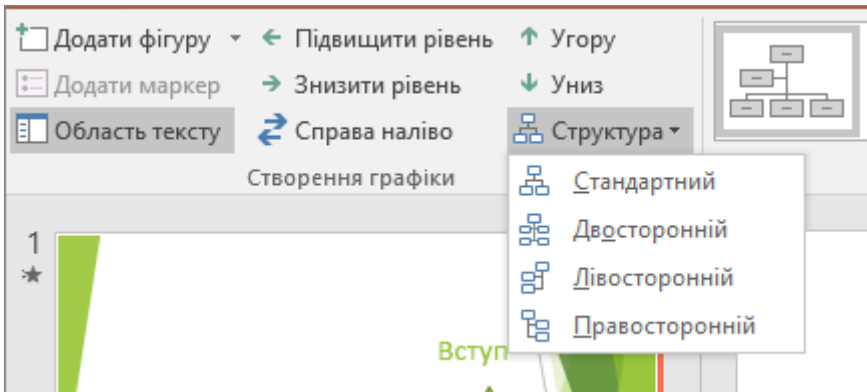 Додати фігуру
Підвищити рівень
Угору
Додати маркер
Знизити рівень
Униз
Область тексту
Справа наліво
Структура
Створення графіки
Стандартний
Двосторонній
Лівосторонній
Правосторонній
1
Вступ